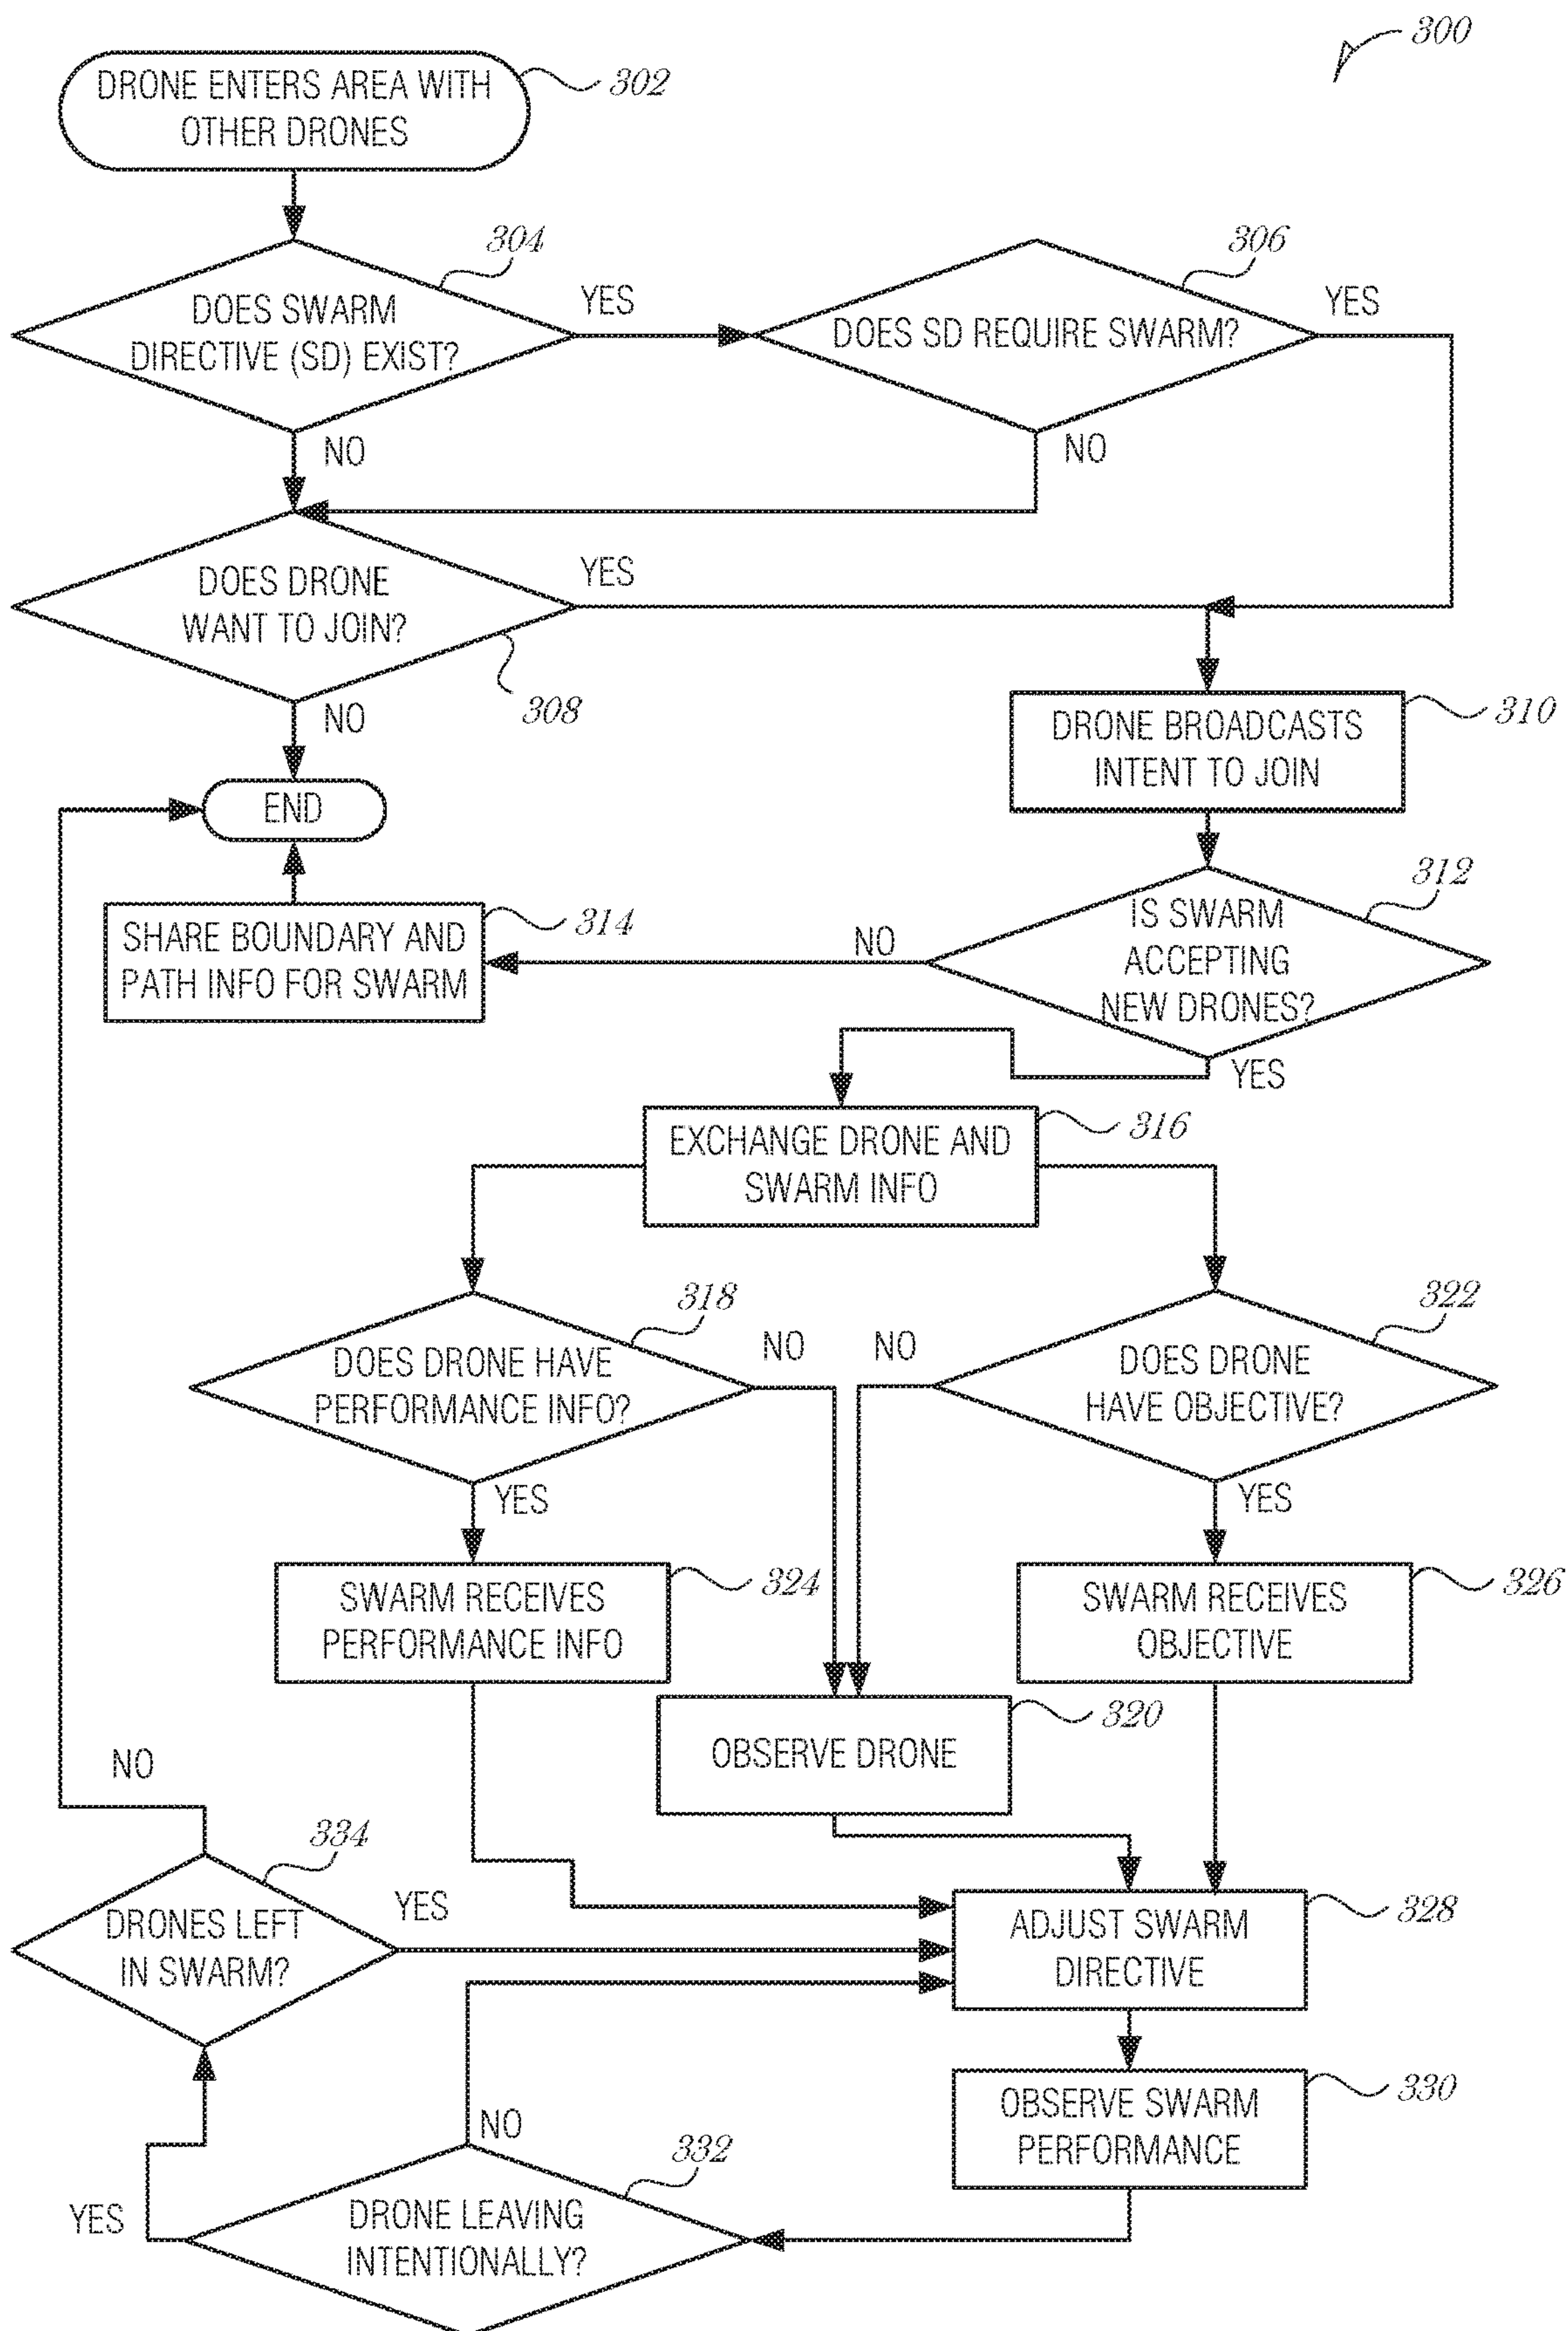 300
DRONE ENTERS AREA WITH
OTHER DRONES
302
304
DOES SWARM
DIRECTIVE (SD) EXIST?
YES
NO
306
DOES SD REQUIRE SWARM?
YES
NO
DOES DRONE
WANT TO JOIN?
YES
308
NO
DRONE BROADCASTS
INTENT TO JOIN
310
END
312
IS SWARM
ACCEPTING
NEW DRONES?
NO
YES
SHARE BOUNDARY AND
PATH INFO FOR SWARM
314
EXCHANGE DRONE AND
SWARM INFO
316
318
DOES DRONE HAVE
PERFORMANCE INFO?
NO
YES
322
DOES DRONE
HAVE OBJECTIVE?
NO
YES
SWARM RECEIVES
PERFORMANCE INFO
324
SWARM RECEIVES
OBJECTIVE
326
OBSERVE DRONE
320
NO
334
DRONES LEFT
IN SWARM?
YES
ADJUST SWARM
DIRECTIVE
328
OBSERVE SWARM
PERFORMANCE
330
NO
332
DRONE LEAVING
INTENTIONALLY?
YES